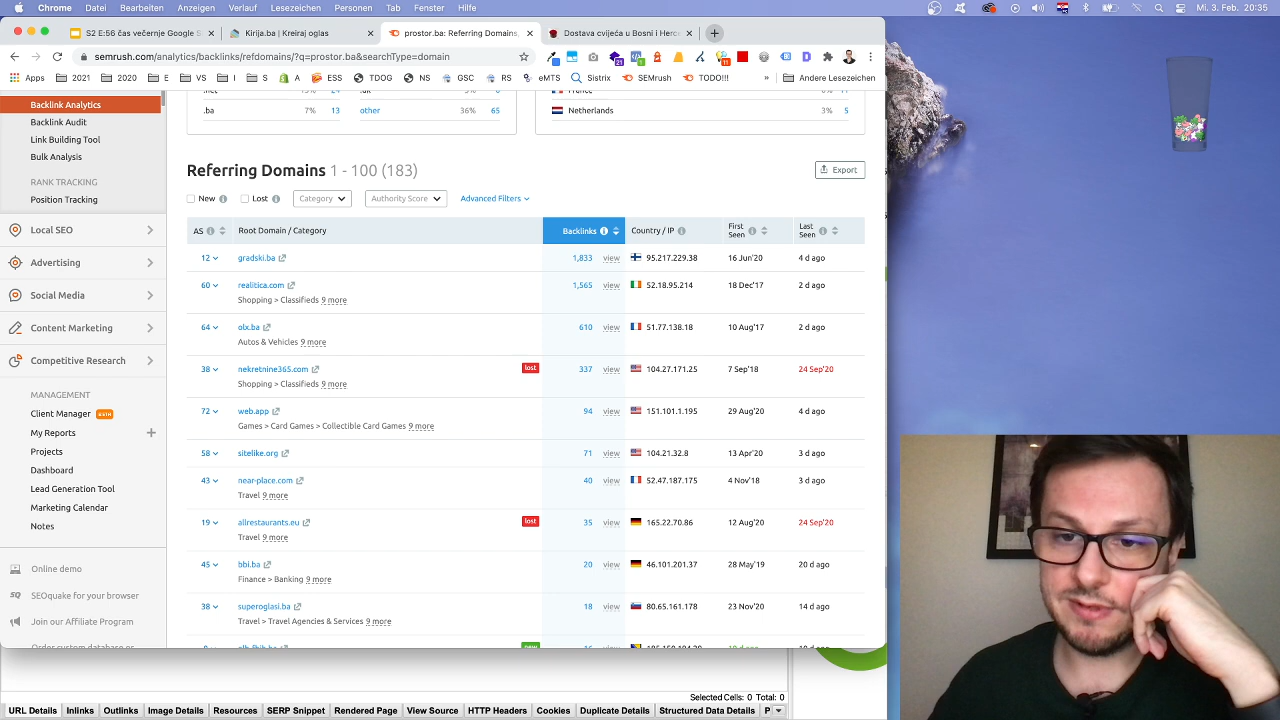 Chrome
Datei
Bearbeiten
Anzeigen
Verlauf
Lesezeichen
Personen
Tab
Fenster
Hilfe
Mi. 3. Feb. 20:35
S2 E:56 čas večernje Google S
Kirija.ba | Kreiraj oglas
prostor.ba: Referring Domains,
Dostava cvijeća u Bosni i Herce
semrush.com/analytics/backlinks/refdomains/?q=prostor.ba&searchType=domain
Apps
2021
2020
E
V
S
A
ESt
TDOG
NS
GSC
RS
eMTS
Sistrix
SEMrush
TODO!!!
»
Andere Lesezeichen
Backlink Analytics
Backlink Audit
Link Building Tool
Bulk Analysis
RANK TRACKING
Position Tracking
Local SEO
Advertising
Social Media
Content Marketing
Competitive Research
MANAGEMENT
Client Manager BETA
My Reports +
Projects
Dashboard
Lead Generation Tool
Marketing Calendar
Notes
Online demo
SEOquake for your browser
Join our Affiliate Program
Order custom database or
.ba 7% 13
other 36% 65
France
Netherlands 3% 5
Referring Domains 1 - 100 (183)
Export
New Lost Category Authority Score Advanced Filters
AS Root Domain / Category Backlinks Country / IP First Seen Last Seen
12 gradski.ba 1,833 view 95.217.229.38 16 Jun'20 4 d ago
60 realitica.com 1,565 view 52.18.95.214 18 Dec'17 2 d ago
Shopping > Classifieds 9 more
64 olx.ba 610 view 51.77.138.18 10 Aug'17 2 d ago
Autos & Vehicles 9 more
38 nekretnine365.com lost 337 view 104.27.171.25 7 Sep'18 24 Sep'20
Shopping > Classifieds 9 more
72 web.app 94 view 151.101.1.195 29 Aug'20 4 d ago
Games > Card Games > Collectible Card Games 9 more
58 sitelike.org 71 view 104.21.32.8 13 Apr'20 3 d ago
43 near-place.com 40 view 52.47.187.175 4 Nov'18 3 d ago
Travel 9 more
19 allrestaurants.eu lost 35 view 165.22.70.86 12 Aug'20 24 Sep'20
Travel 9 more
45 bbi.ba 20 view 46.101.201.37 28 May'19 20 d ago
Finance > Banking 9 more
38 superoglasi.ba 18 view 80.65.161.178 23 Nov'20 14 d ago
Travel > Travel Agencies & Services 9 more
Selected Cells: 0 Total: 0
URL Details
Inlinks
Outlinks
Image Details
Resources
SERP Snippet
Rendered Page
View Source
HTTP Headers
Cookies
Duplicate Details
Structured Data Details
P